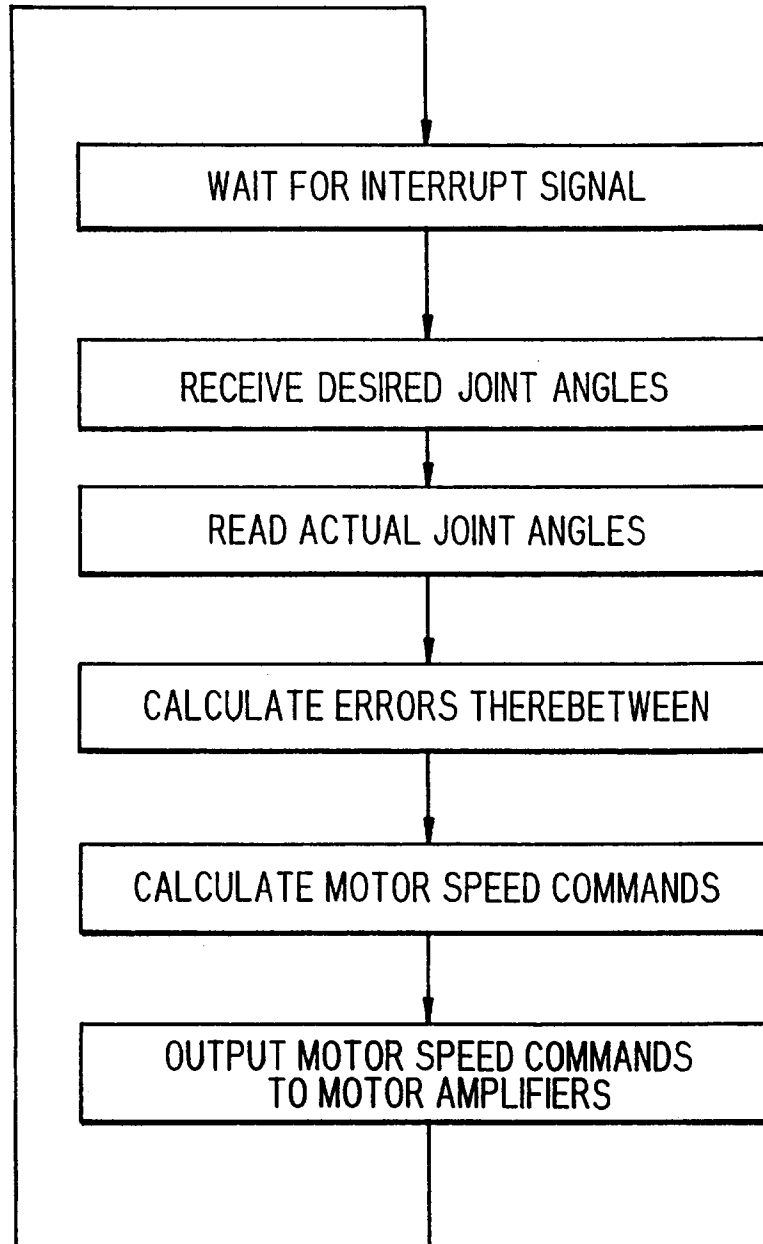 WAIT FOR INTERRUPT SIGNAL
RECEIVE DESIRED JOINT ANGLES
READ ACTUAL JOINT ANGLES
CALCULATE ERRORS THEREBETWEEN
CALCULATE MOTOR SPEED COMMANDS
OUTPUT MOTOR SPEED COMMANDS
TO MOTOR AMPLIFIERS